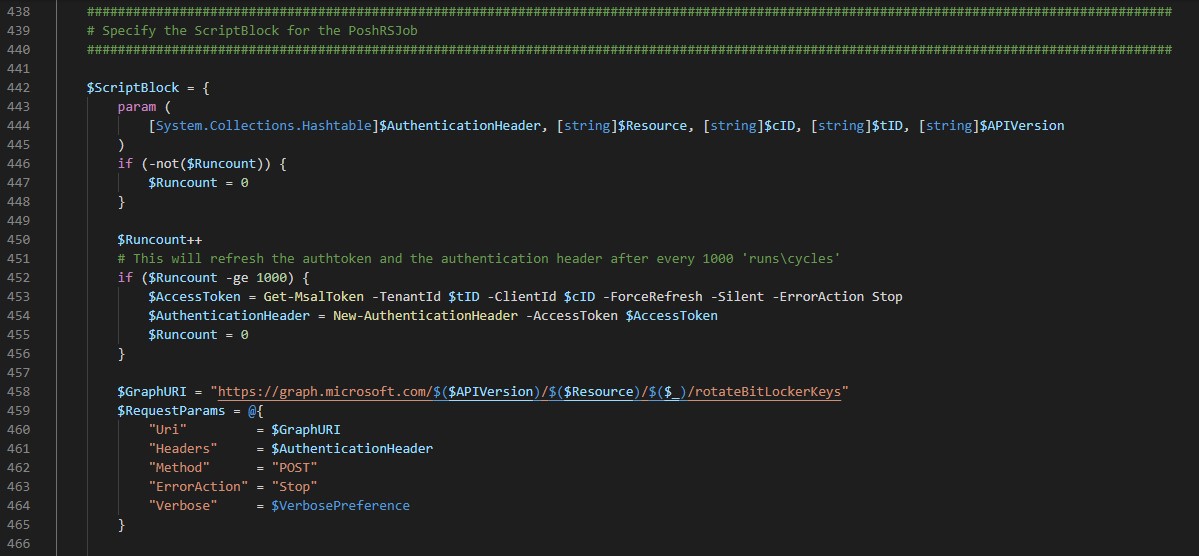 438 ############################################################################################################################################
439 # Specify the ScriptBlock for the PoshRSJob
440 ############################################################################################################################################
441
442 $ScriptBlock = {
443 param (
444 [System.Collections.Hashtable]$AuthenticationHeader, [string]$Resource, [string]$cID, [string]$tID, [string]$APIVersion
445 )
446 if (-not($Runcount)) {
447 $Runcount = 0
448 }
449
450 $Runcount++
451 # This will refresh the authtoken and the authentication header after every 1000 'runs\cycles'
452 if ($Runcount -ge 1000) {
453 $AccessToken = Get-MsalToken -TenantId $tID -ClientId $cID -ForceRefresh -Silent -ErrorAction Stop
454 $AuthenticationHeader = New-AuthenticationHeader -AccessToken $AccessToken
455 $Runcount = 0
456 }
457
458 $GraphURI = "https://graph.microsoft.com/$($APIVersion)/$($Resource)/$($_)/rotateBitLockerKeys"
459 $RequestParams = @{
460 "Uri" = $GraphURI
461 "Headers" = $AuthenticationHeader
462 "Method" = "POST"
463 "ErrorAction" = "Stop"
464 "Verbose" = $VerbosePreference
465 }
466